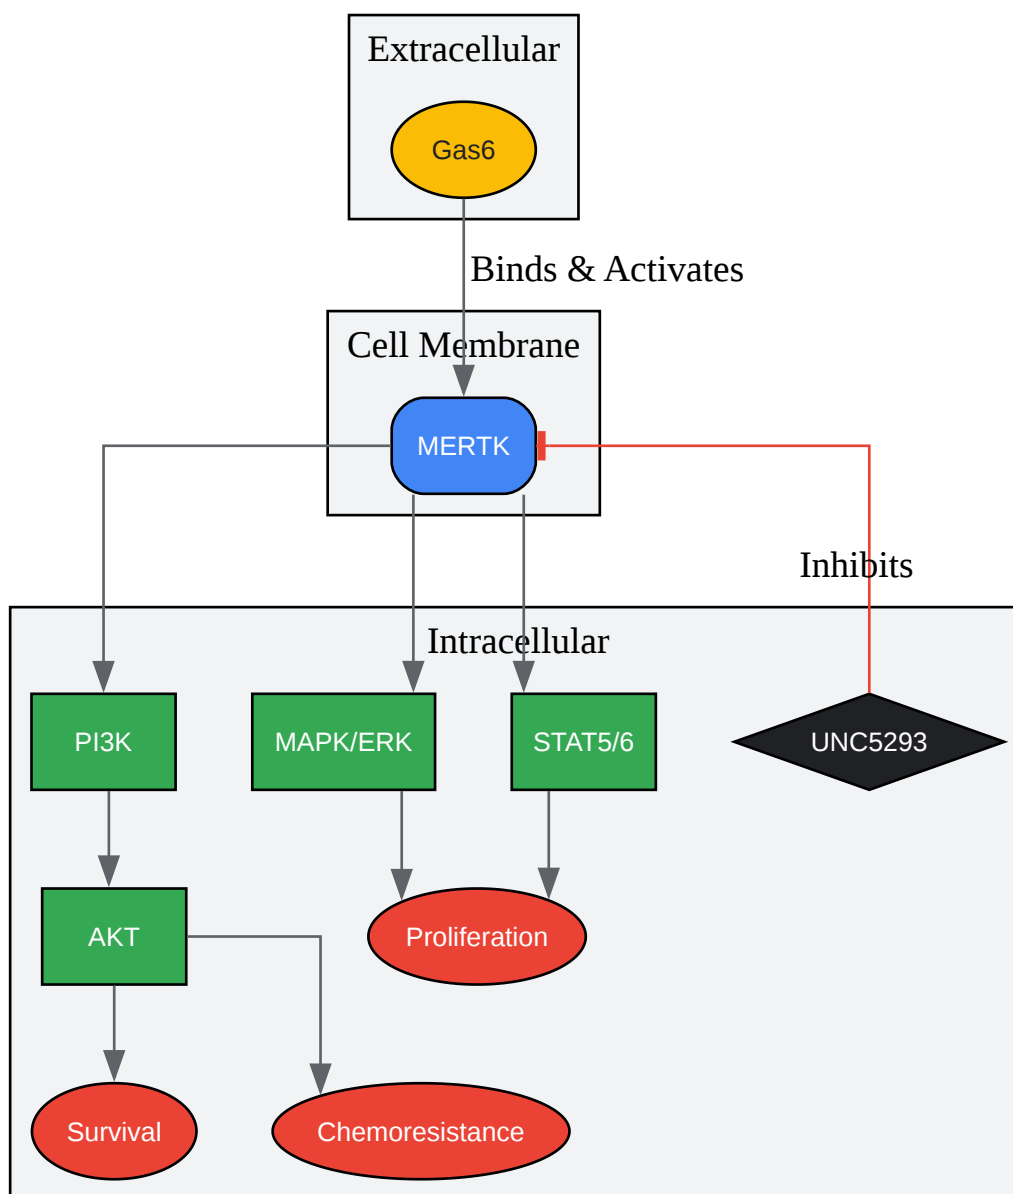 Extracellular
Gas6
Binds & Activates
Cell Membrane
MERTK
Inhibits
Intracellular
PI3K
MAPK/ERK
STAT5/6
UNC5293
AKT
Proliferation
Survival
Chemoresistance